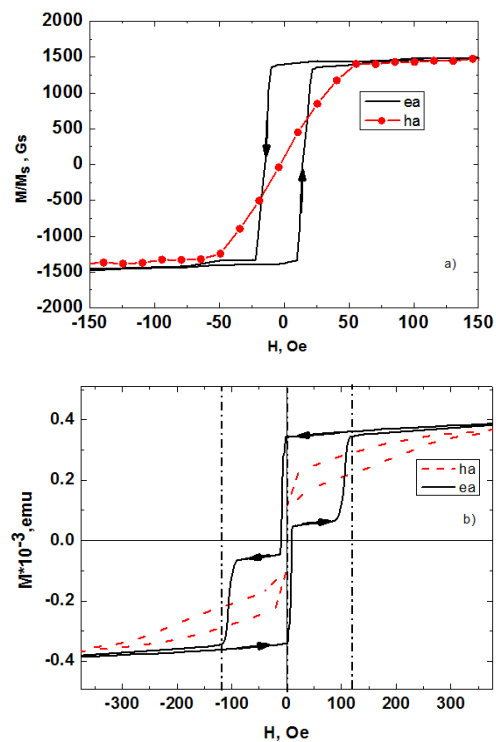 2000
1500
1000
500
0
-500
-1000
-1500
-2000
M/Ms , Gs
ea
ha
a)
-150 -100 -50 0 50 100 150
H, Oe
0.4
0.2
0.0
-0.2
-0.4
M*10⁻³,emu
ha
ea
b)
-300 -200 -100 0 100 200 300
H, Oe